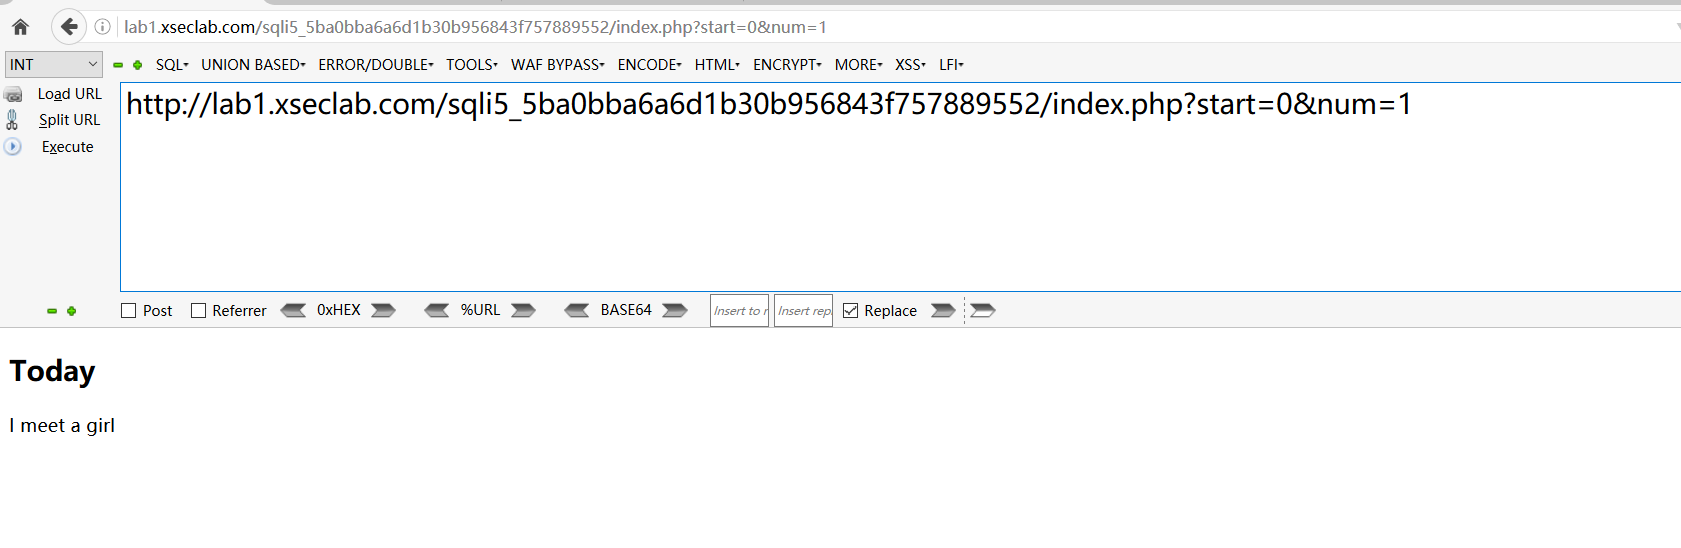 lab1.xseclab.com/sqli5_5ba0bba6a6d1b30b956843f757889552/index.php?start=0&num=1
INT SQL UNION BASED ERROR/DOUBLE TOOLS WAF BYPASS ENCODE HTML ENCRYPT MORE XSS LFI
Load URL
Split URL
Execute
http://lab1.xseclab.com/sqli5_5ba0bba6a6d1b30b956843f757889552/index.php?start=0&num=1
Post Referrer 0xHEX %URL BASE64 Insert to r Insert repl Replace
Today
I meet a girl